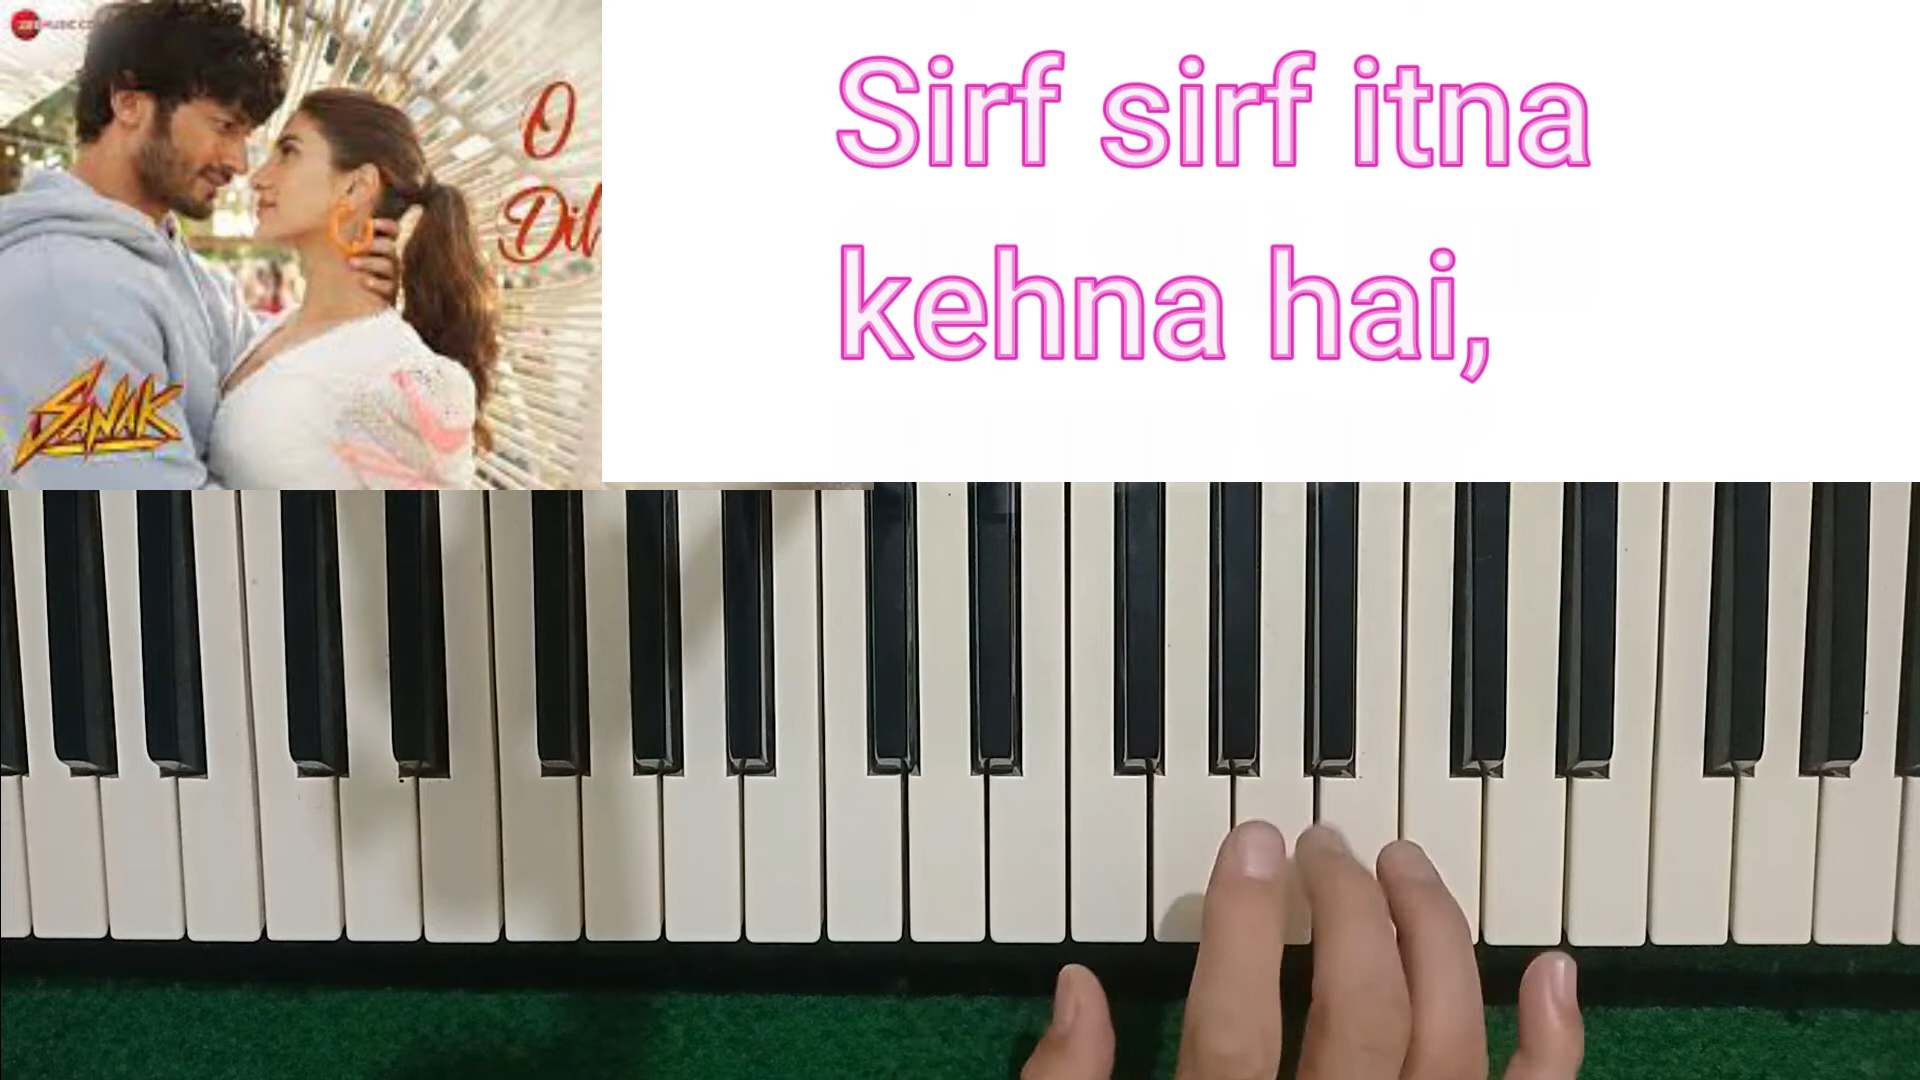 O
Dil
SANAK
Sirf sirf itna
kehna hai,